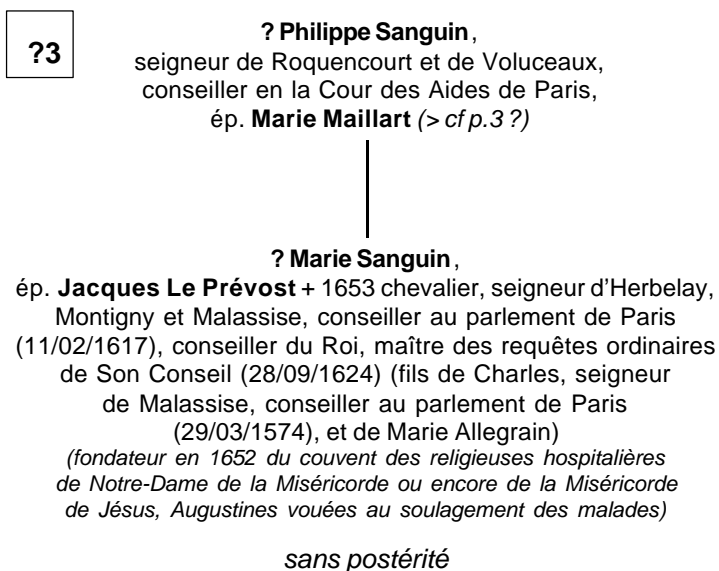 ?3
? Philippe Sanguin,
seigneur de Roquencourt et de Voluceaux,
conseiller en la Cour des Aides de Paris,
ép. Marie Maillart (> cf p.3 ?)
? Marie Sanguin,
ép. Jacques Le Prévost + 1653 chevalier, seigneur d’Herbelay,
Montigny et Malassise, conseiller au parlement de Paris
(11/02/1617), conseiller du Roi, maître des requêtes ordinaires
de Son Conseil (28/09/1624) (fils de Charles, seigneur
de Malassise, conseiller au parlement de Paris
(29/03/1574), et de Marie Allegrain)
(fondateur en 1652 du couvent des religieuses hospitalières
de Notre-Dame de la Miséricorde ou encore de la Miséricorde
de Jésus, Augustines vouées au soulagement des malades)
sans postérité